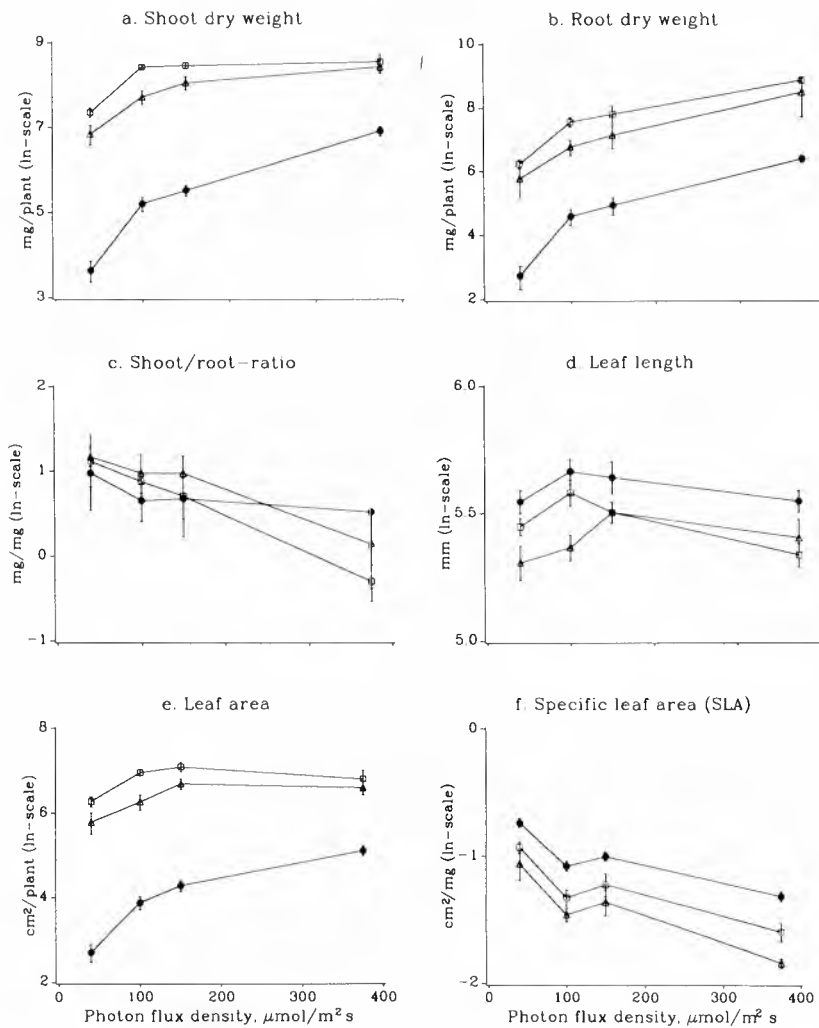 a. Shoot dry weight
9
7
5
3
mg/plant (ln-scale)
b. Root dry weight
10
8
6
4
2
mg/plant (ln-scale)
c. Shoot/root-ratio
2
1
0
-1
mg/mg (ln-scale)
d. Leaf length
6.0
5.5
5.0
mm (ln-scale)
e. Leaf area
8
6
4
2
cm²/plant (ln-scale)
0 100 200 300 400
Photon flux density, μmol/m² s
f. Specific leaf area (SLA)
0
-1
-2
cm²/mg (ln-scale)
0 100 200 300 400
Photon flux density, μmol/m² s